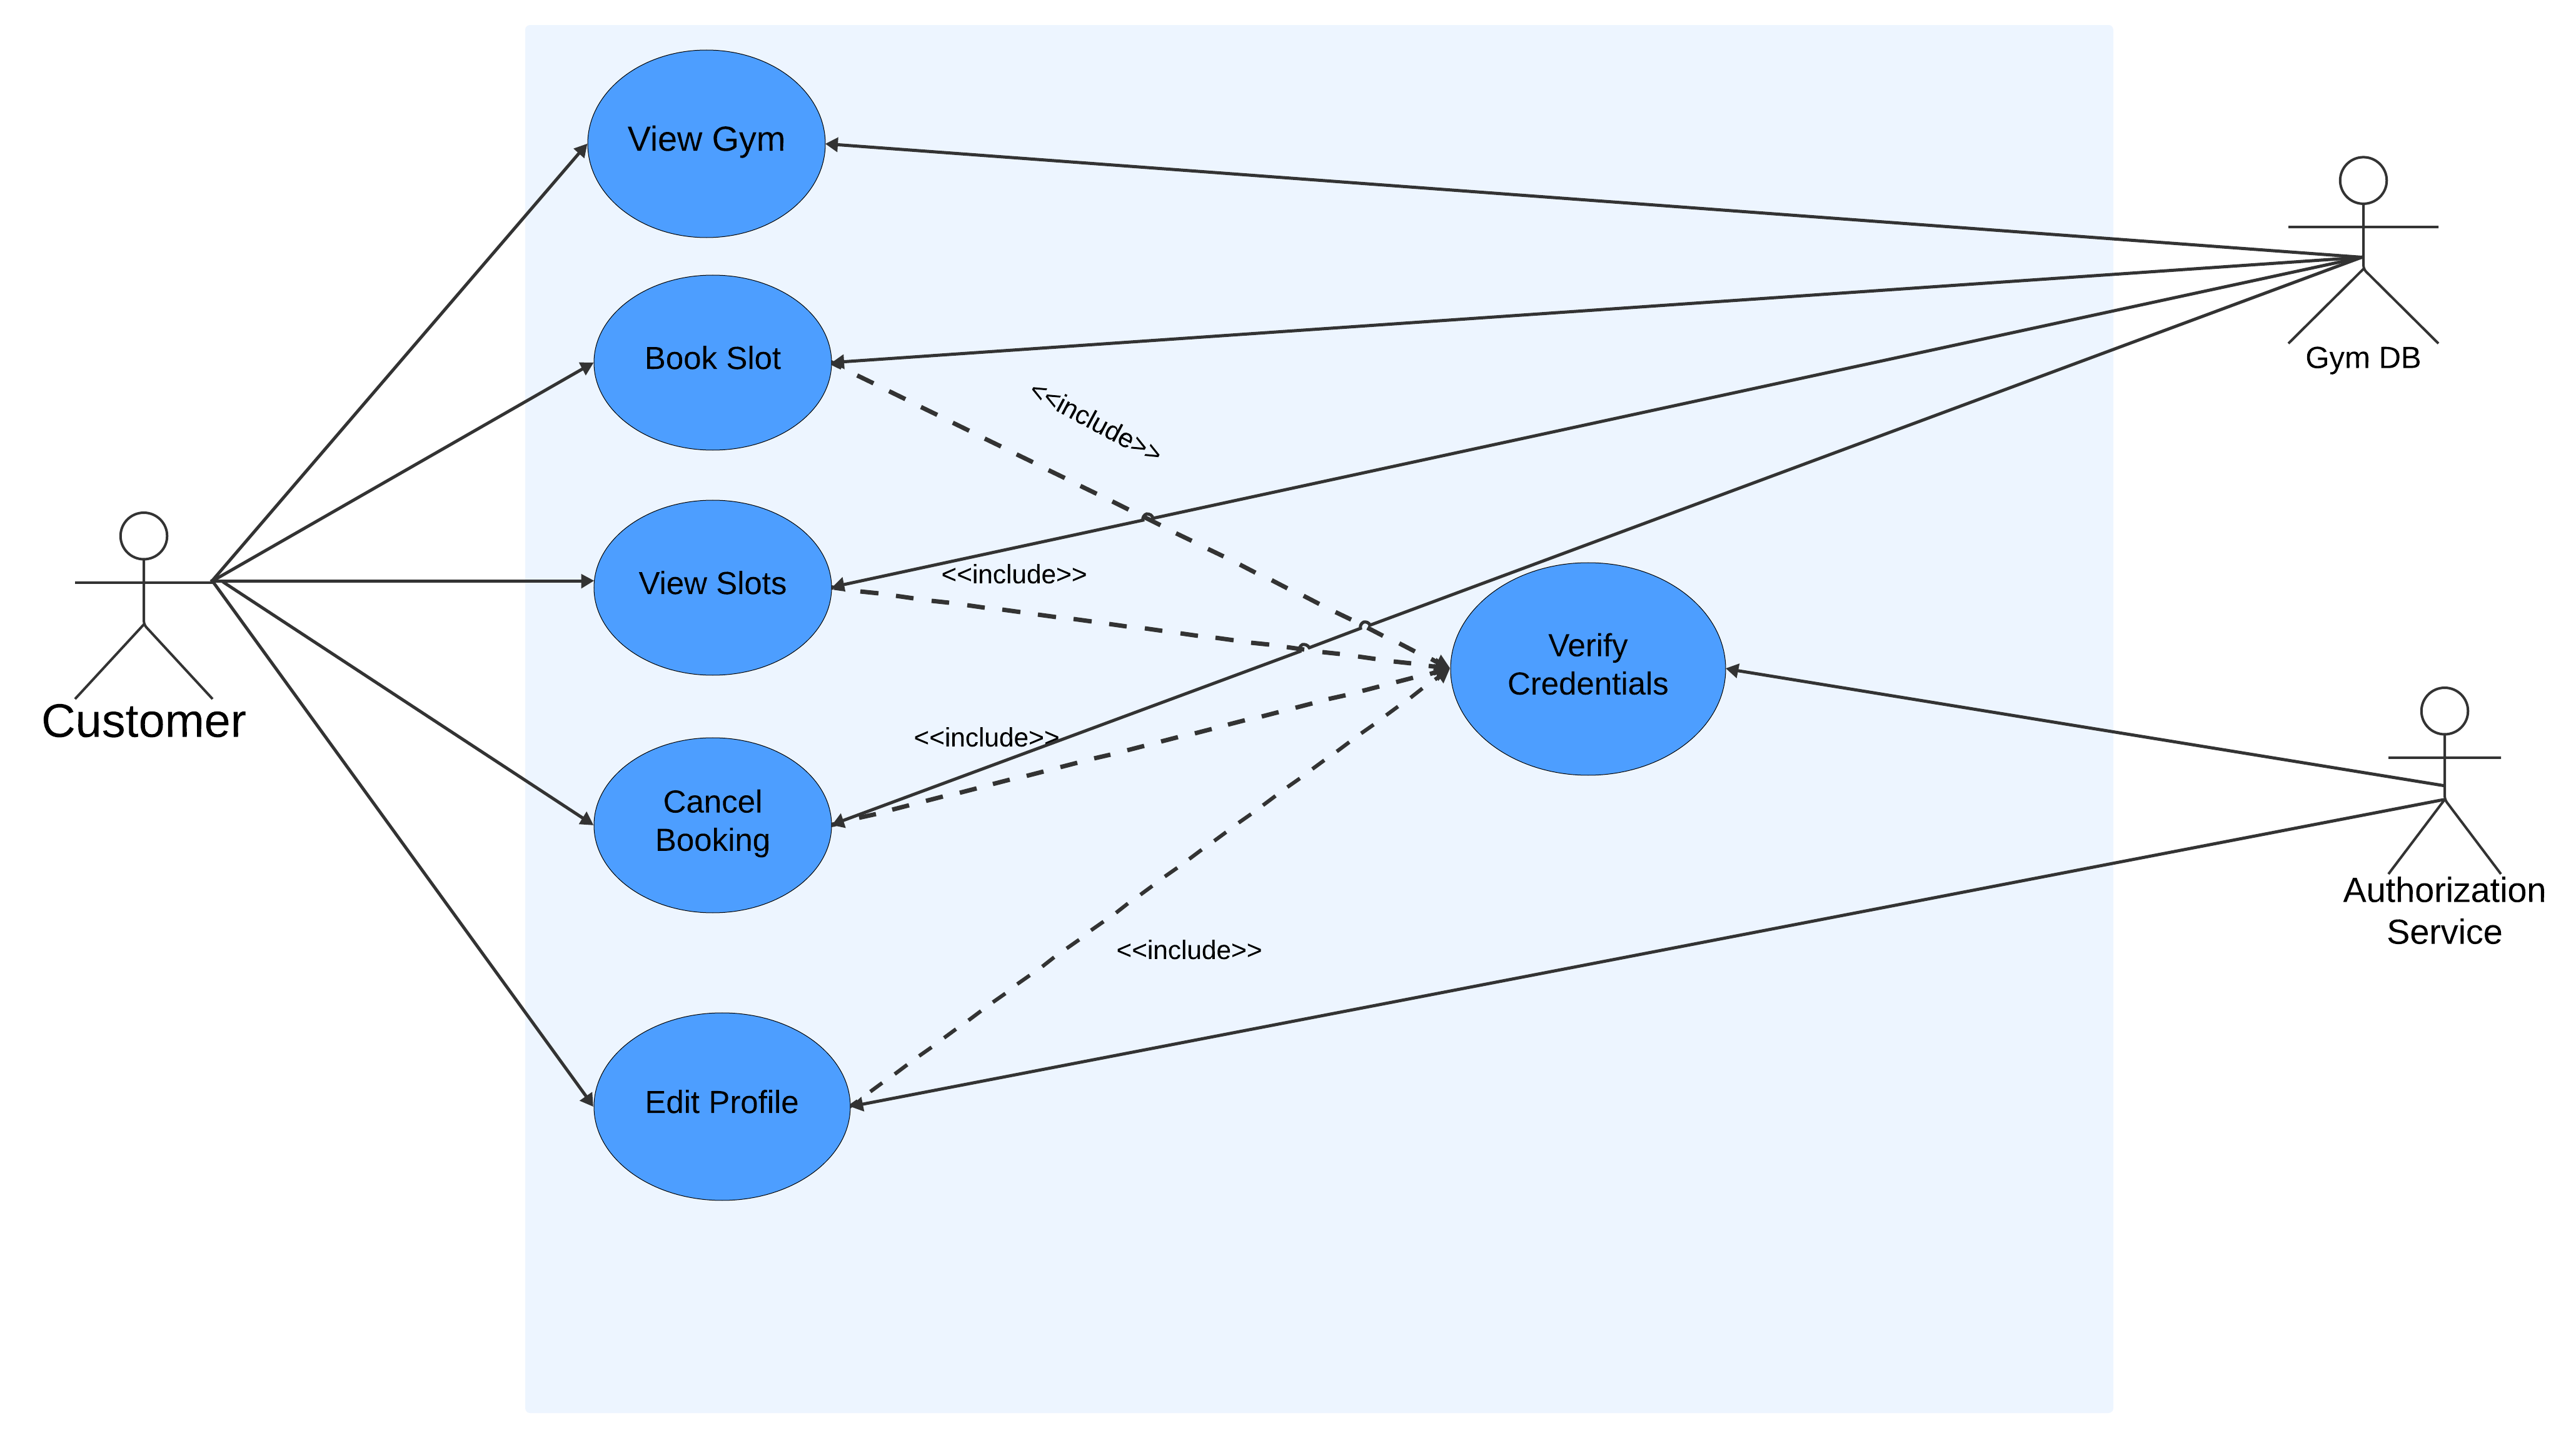 View Gym
Book Slot
Gym DB
<<include>>
View Slots
<<include>>
Verify
Credentials
Customer
<<include>>
Cancel
Booking
Authorization
Service
<<include>>
Edit Profile